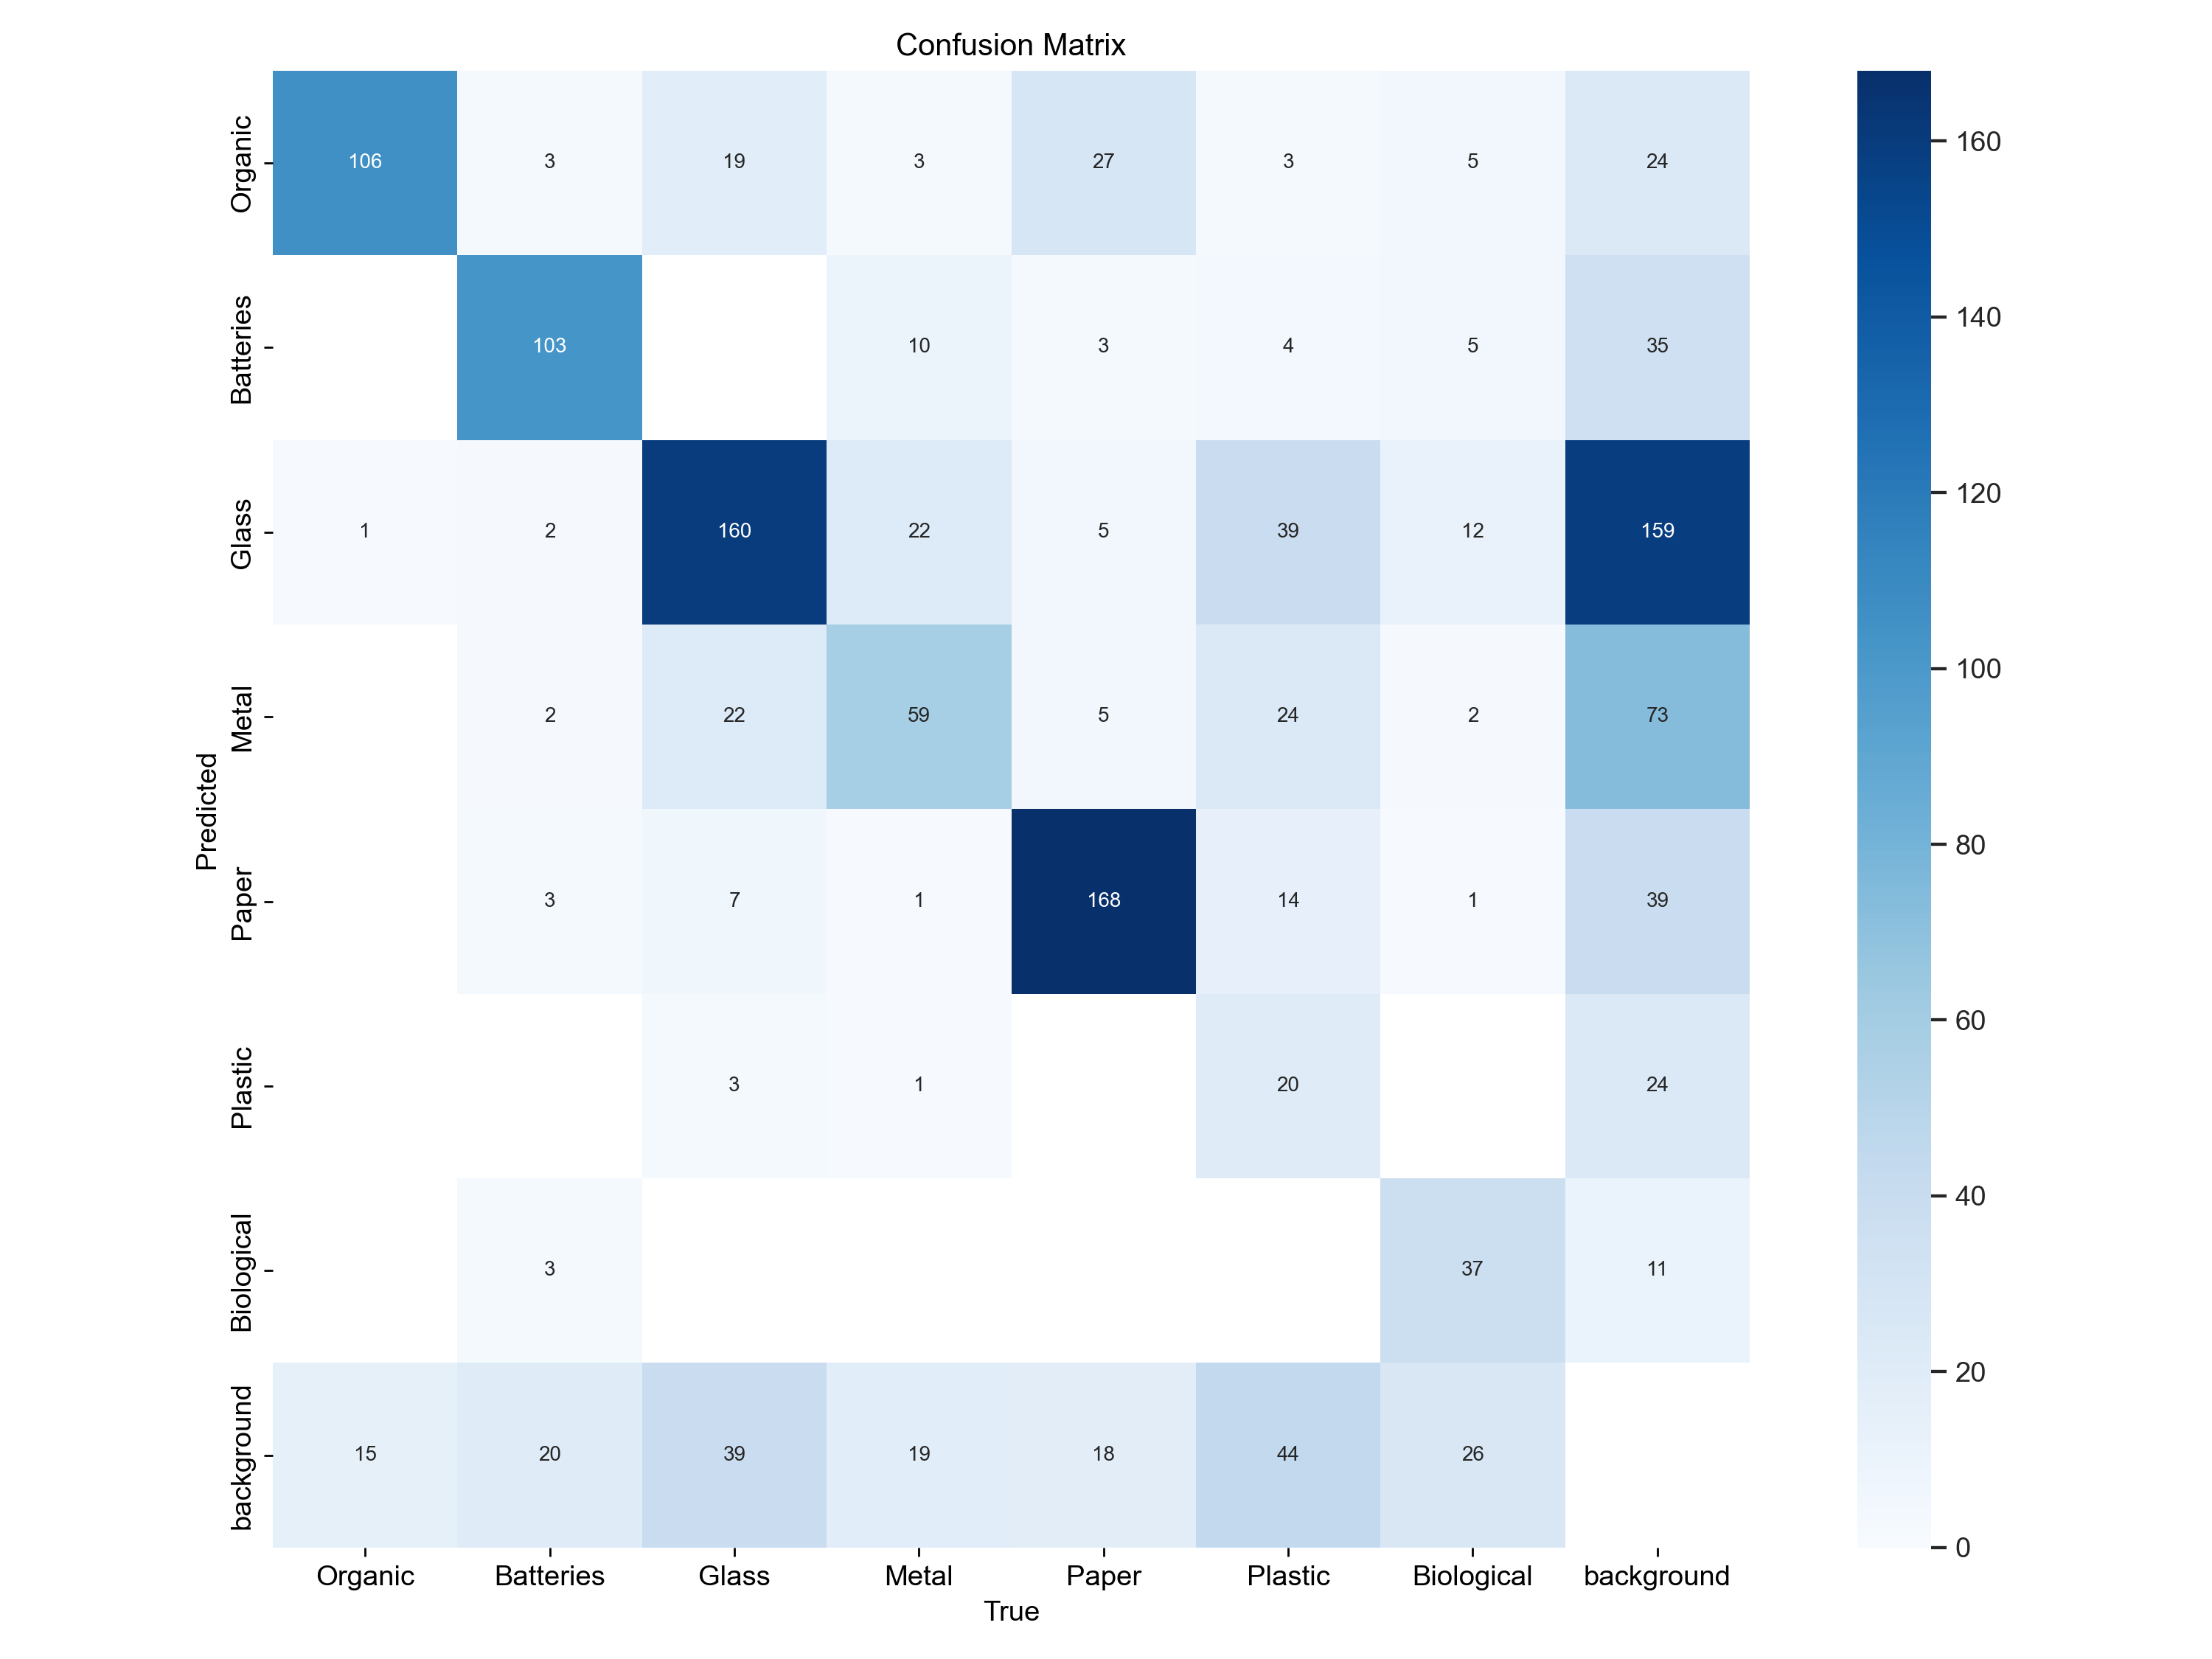 Confusion Matrix
Organic 106 3 19 3 27 3 5 24
Batteries 103 10 3 4 5 35
Glass 1 2 160 22 5 39 12 159
Metal 2 22 59 5 24 2 73
Paper 3 7 1 168 14 1 39
Plastic 3 1 20 24
Biological 3 37 11
background 15 20 39 19 18 44 26
Organic Batteries Glass Metal Paper Plastic Biological background
True
Predicted
160
140
120
100
80
60
40
20
0